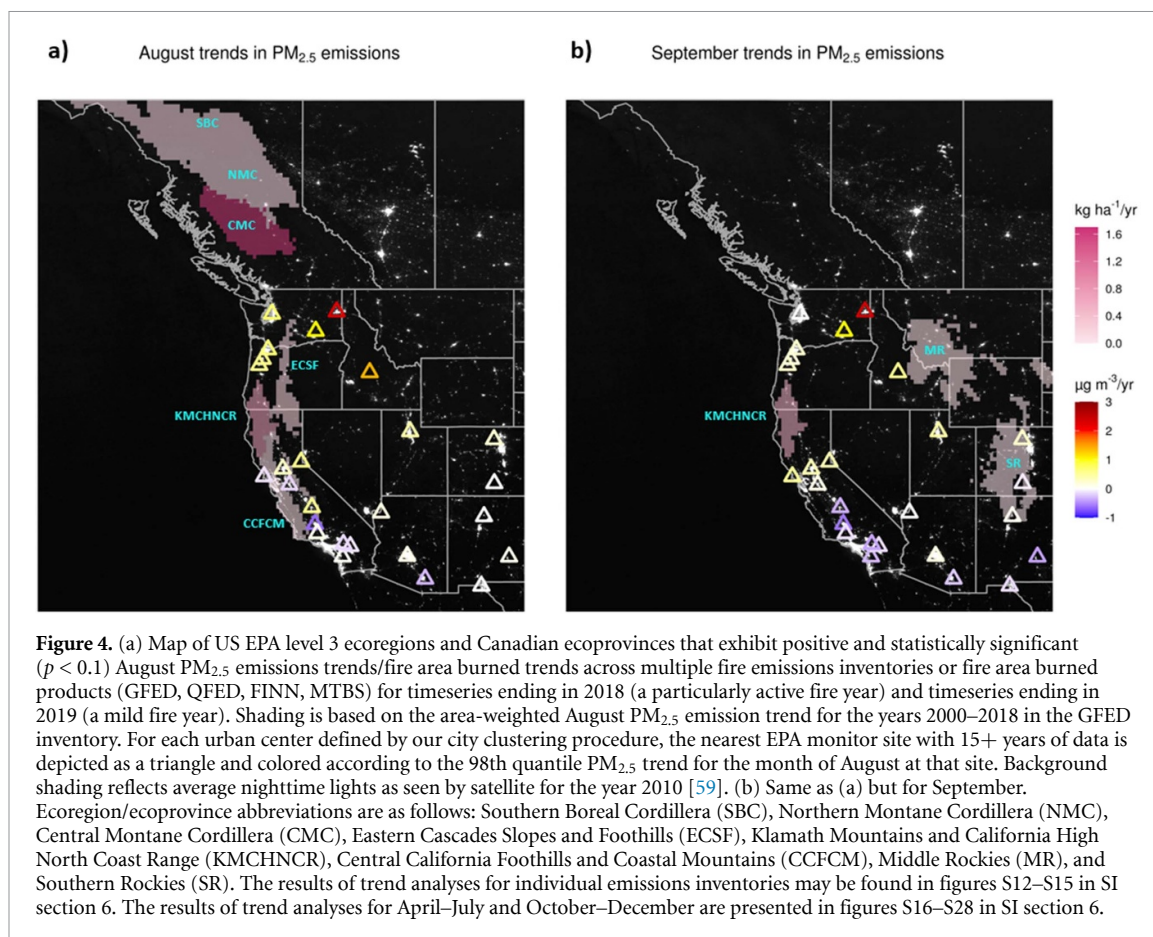 a) August trends in PM2.5 emissions
b) September trends in PM2.5 emissions
SBC
NMC
CMC
ECSF
KMCHNCR
CCFCM
MR
KMCHNCR
SR
kg ha⁻¹/yr
1.6
1.2
0.8
0.4
0.0
µg m⁻³/yr
3
2
1
0
-1
Figure 4. (a) Map of US EPA level 3 ecoregions and Canadian ecoprovinces that exhibit positive and statistically significant
(p < 0.1) August PM2.5 emissions trends/fire area burned trends across multiple fire emissions inventories or fire area burned
products (GFED, QFED, FINN, MTBS) for timeseries ending in 2018 (a particularly active fire year) and timeseries ending in
2019 (a mild fire year). Shading is based on the area-weighted August PM2.5 emission trend for the years 2000–2018 in the GFED
inventory. For each urban center defined by our city clustering procedure, the nearest EPA monitor site with 15+ years of data is
depicted as a triangle and colored according to the 98th quantile PM2.5 trend for the month of August at that site. Background
shading reflects average nighttime lights as seen by satellite for the year 2010 [59]. (b) Same as (a) but for September.
Ecoregion/ecoprovince abbreviations are as follows: Southern Boreal Cordillera (SBC), Northern Montane Cordillera (NMC),
Central Montane Cordillera (CMC), Eastern Cascades Slopes and Foothills (ECSF), Klamath Mountains and California High
North Coast Range (KMCHNCR), Central California Foothills and Coastal Mountains (CCFCM), Middle Rockies (MR), and
Southern Rockies (SR). The results of trend analyses for individual emissions inventories may be found in figures S12–S15 in SI
section 6. The results of trend analyses for April–July and October–December are presented in figures S16–S28 in SI section 6.